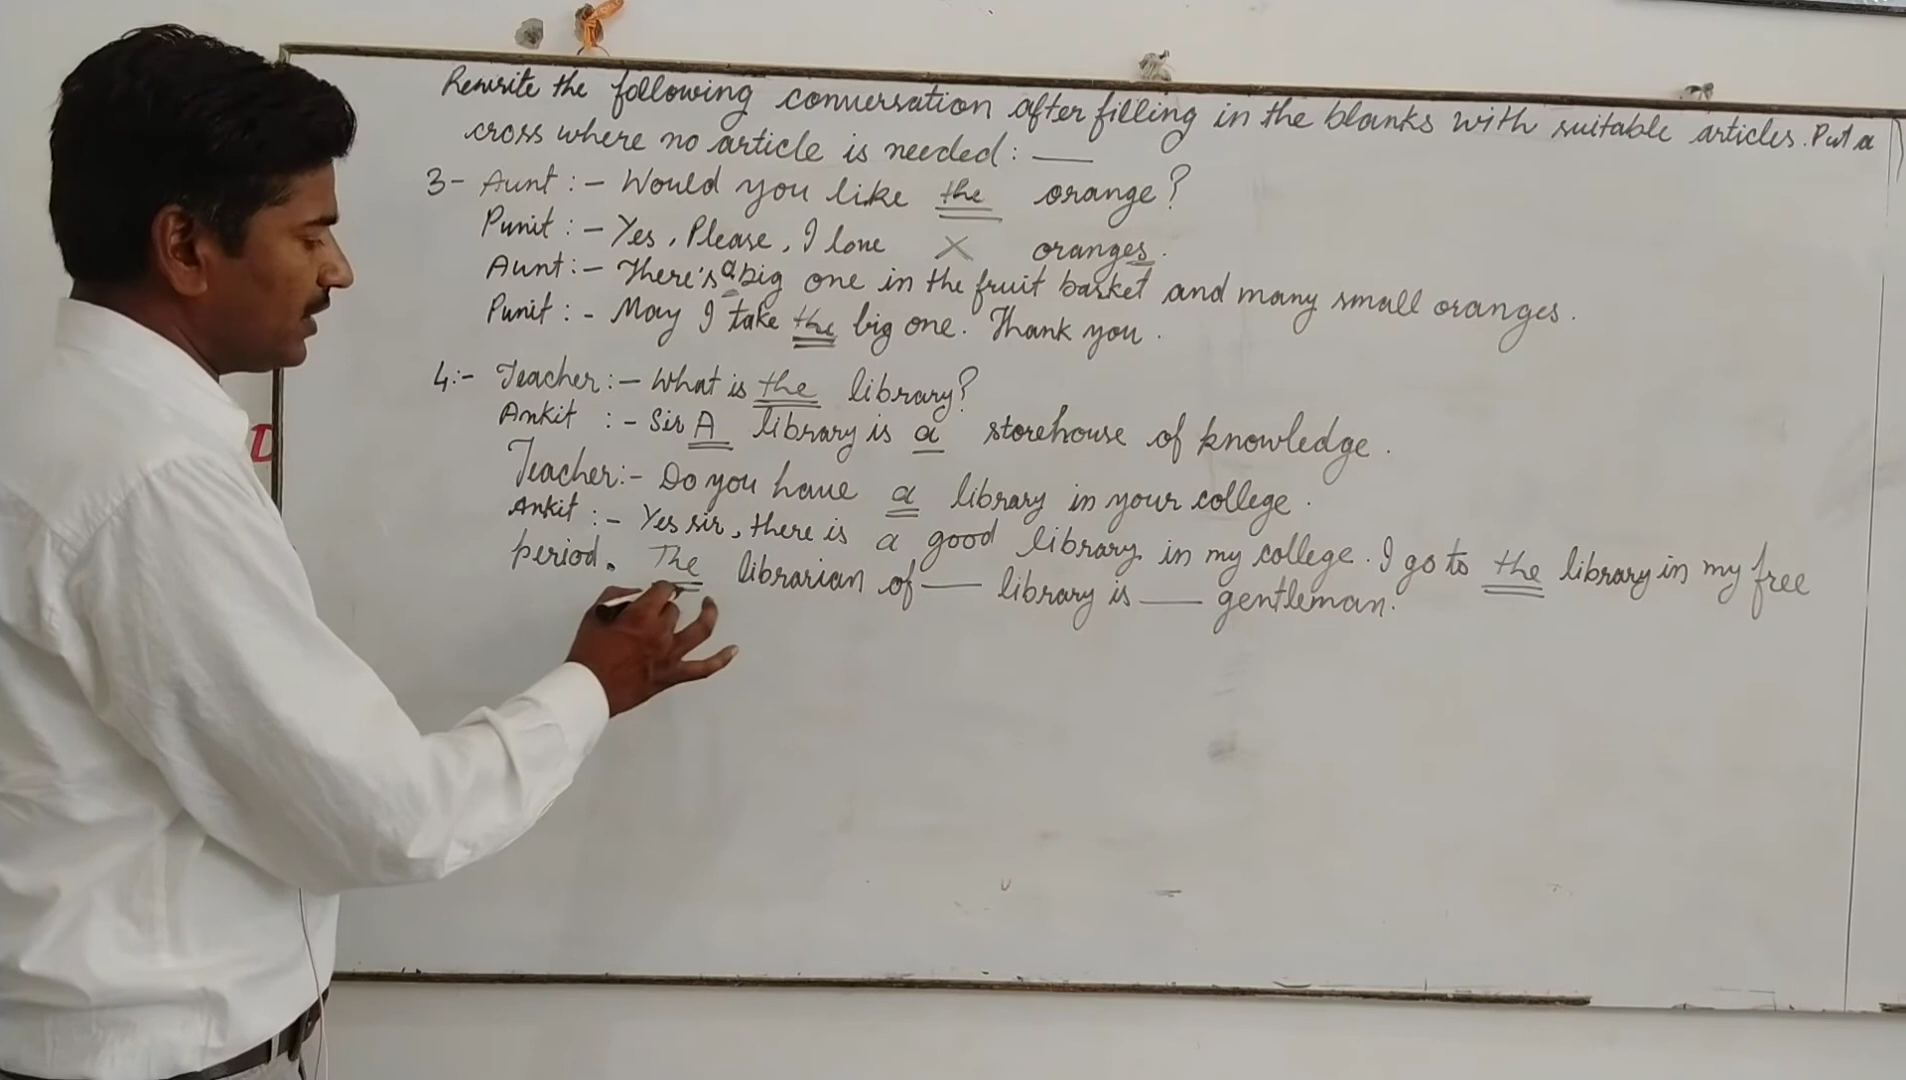 Rewrite the following conversation after filling in the blanks with suitable articles. Put a
cross where no article is needed: ___
3- Aunt :- Would you like the orange?
Punit :- Yes, Please, I love X oranges.
Aunt :- There's a big one in the fruit basket and many small oranges.
Punit :- May I take the big one. Thank you.
4:- Teacher :- What is the library?
Ankit :- Sir A library is a storehouse of knowledge.
Teacher:- Do you have a library in your college.
Ankit :- Yes sir, there is a good library in my college. I go to the library in my free
period. The librarian of ___ library is ___ gentleman.